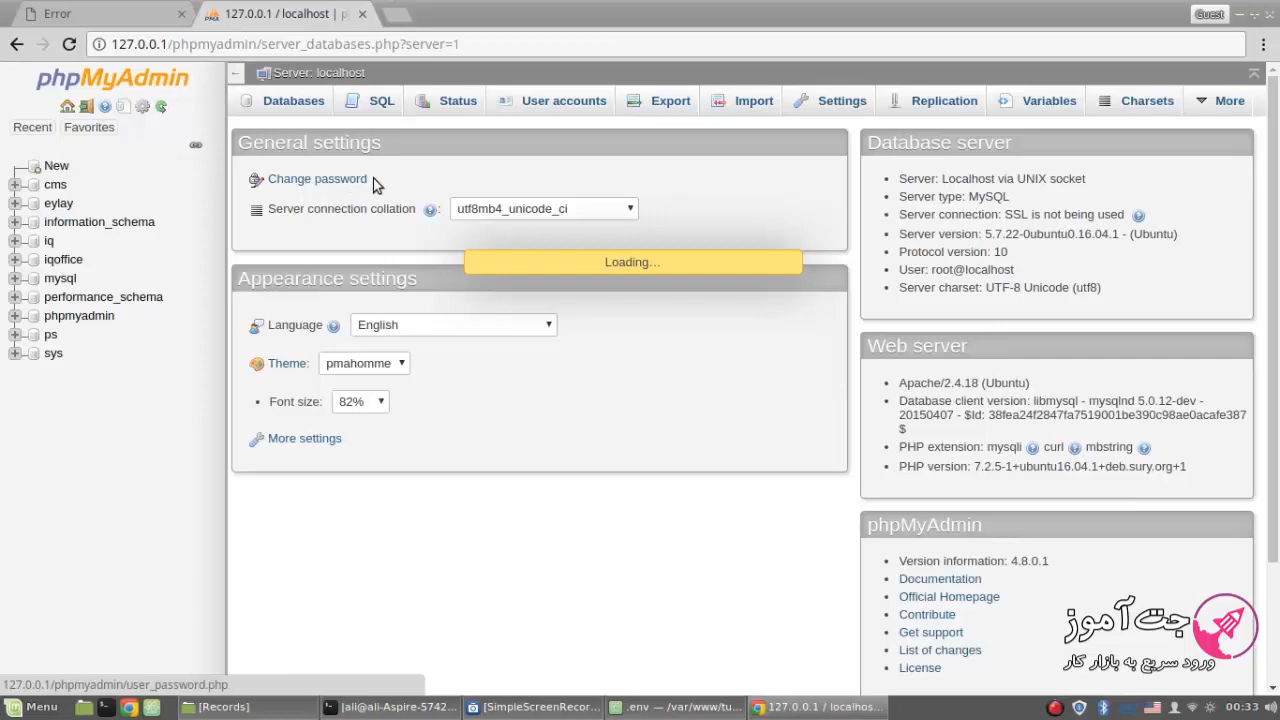 Error
127.0.0.1 / localhost | p
Guest
127.0.0.1/phpmyadmin/server_databases.php?server=1
phpMyAdmin
Recent
Favorites
New
cms
eylay
information_schema
iq
iqoffice
mysql
performance_schema
phpmyadmin
ps
sys
Server: localhost
Databases
SQL
Status
User accounts
Export
Import
Settings
Replication
Variables
Charsets
More
General settings
Change password
Server connection collation
:
utf8mb4_unicode_ci
Loading…
Appearance settings
Language
English
Theme:
pmahomme
Font size:
82%
More settings
Database server
Server: Localhost via UNIX socket
Server type: MySQL
Server connection: SSL is not being used
Server version: 5.7.22-0ubuntu0.16.04.1 - (Ubuntu)
Protocol version: 10
User: root@localhost
Server charset: UTF-8 Unicode (utf8)
Web server
Apache/2.4.18 (Ubuntu)
Database client version: libmysql - mysqlnd 5.0.12-dev -
20150407 - $Id: 38fea24f2847fa7519001be390c98ae0acafe387
$
PHP extension: mysqli curl mbstring
PHP version: 7.2.5-1+ubuntu16.04.1+deb.sury.org+1
phpMyAdmin
Version information: 4.8.0.1
Documentation
Official Homepage
Contribute
Get support
List of changes
License
جت آموز
ورود سریع به بازار کار
127.0.0.1/phpmyadmin/user_password.php
Menu
[Records]
[ali@ali-Aspire-5742...
[SimpleScreenRecor...
.env — /var/www/tu...
127.0.0.1 / localhos...
00:33